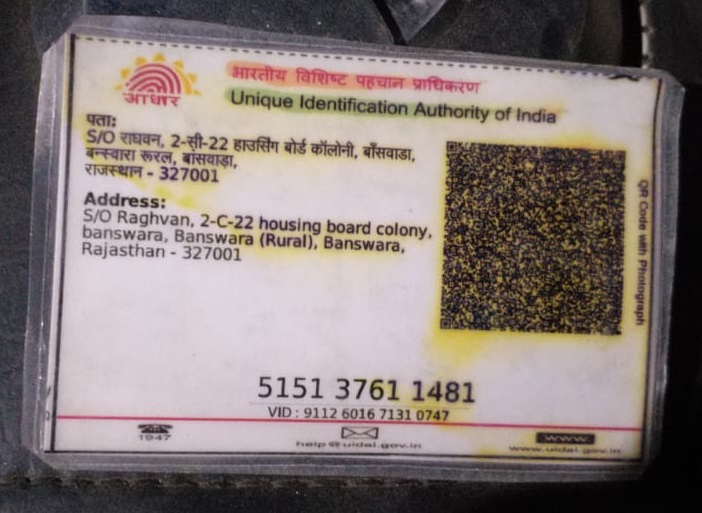 आधार
भारतीय विशिष्ट पहचान प्राधिकरण
Unique Identification Authority of India
पता:
S/O राघवन, 2-सी-22 हाउसिंग बोर्ड कॉलोनी, बाँसवाडा,
बन्स्वारा रूरल, बांसवाड़ा,
राजस्थान - 327001
Address:
S/O Raghvan, 2-C-22 housing board colony,
banswara, Banswara (Rural), Banswara,
Rajasthan - 327001
QR Code with Photograph
5151 3761 1481
VID : 9112 6016 7131 0747
1947
help@uidai.gov.in
WWW
www.uidai.gov.in